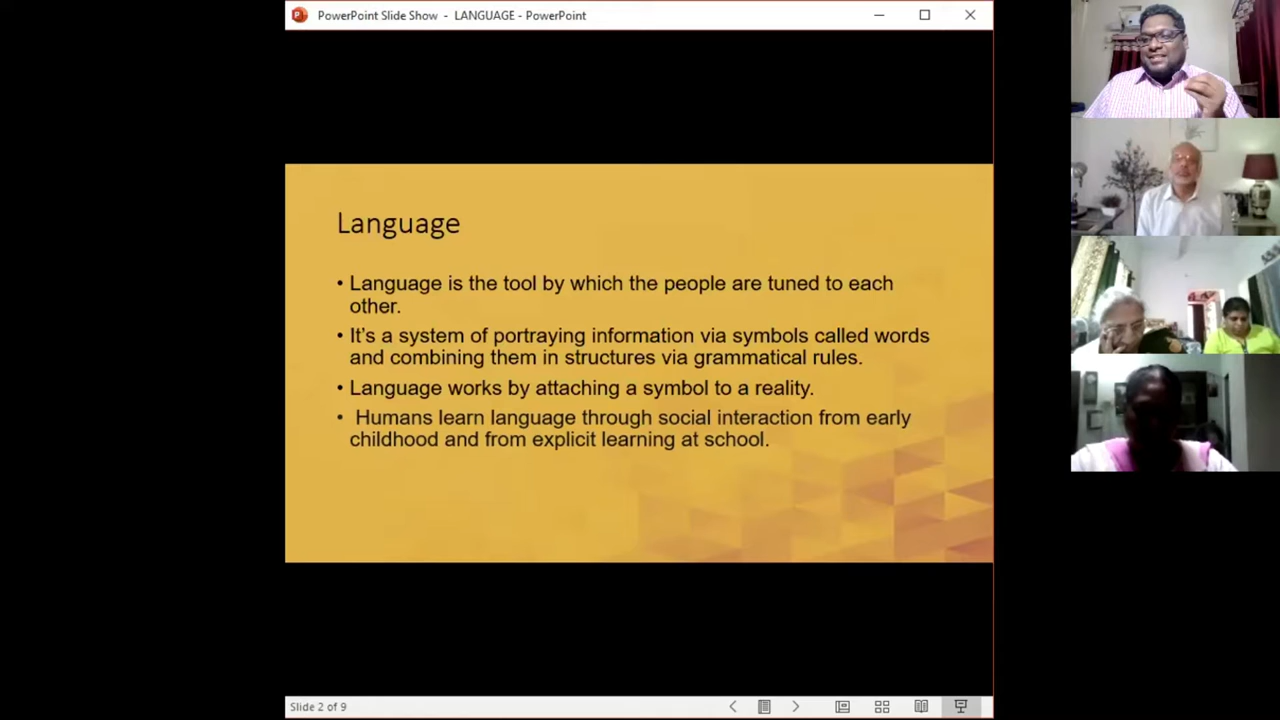 PowerPoint Slide Show - LANGUAGE - PowerPoint
Language
• Language is the tool by which the people are tuned to each
other.
• It’s a system of portraying information via symbols called words
and combining them in structures via grammatical rules.
• Language works by attaching a symbol to a reality.
• Humans learn language through social interaction from early
childhood and from explicit learning at school.
Slide 2 of 9